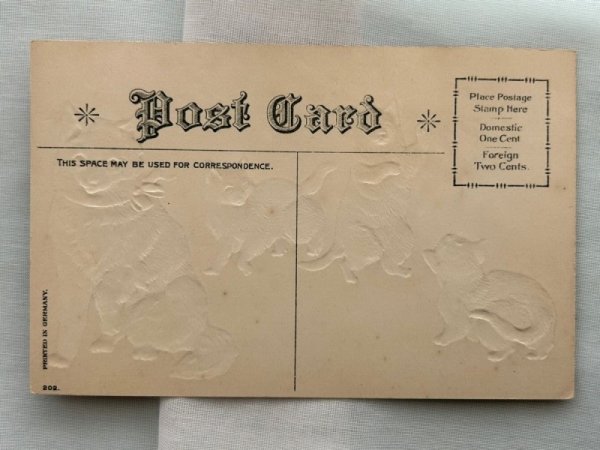 Post Card
Place Postage
Stamp Here
Domestic
One Cent
Foreign
Two Cents.
THIS SPACE MAY BE USED FOR CORRESPONDENCE.
PRINTED IN GERMANY.
202.